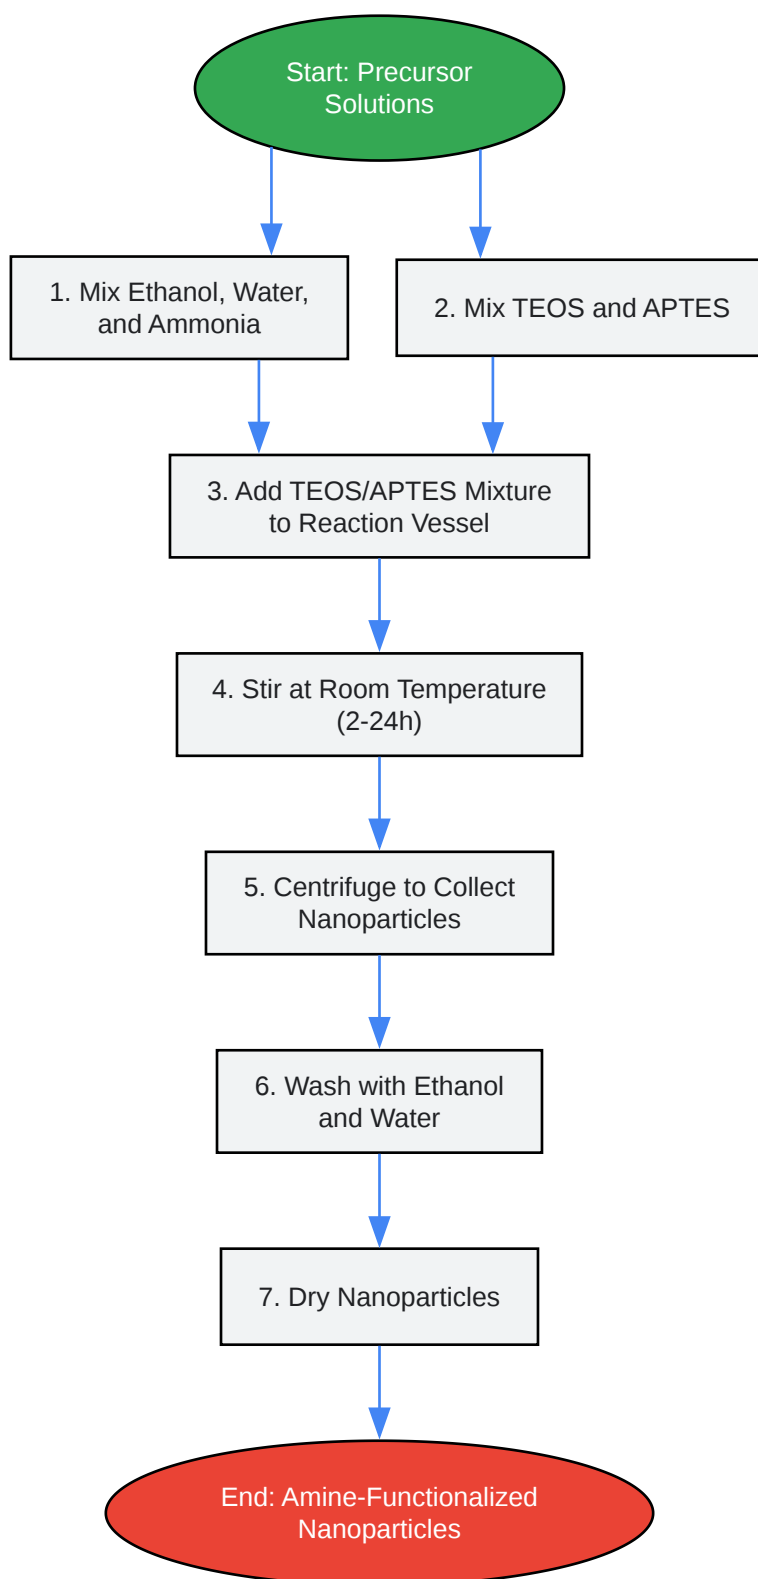 Start: Precursor
Solutions
1. Mix Ethanol, Water,
and Ammonia
2. Mix TEOS and APTES
3. Add TEOS/APTES Mixture
to Reaction Vessel
4. Stir at Room Temperature
(2-24h)
5. Centrifuge to Collect
Nanoparticles
6. Wash with Ethanol
and Water
7. Dry Nanoparticles
End: Amine-Functionalized
Nanoparticles